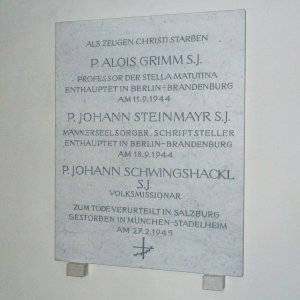 ALS ZEUGEN CHRISTI STARBEN
P. ALOIS GRIMM S.J.
PROFESSOR DER STELLA MATUTINA
ENTHAUPTET IN BERLIN-BRANDENBURG
AM 11.9.1944
P. JOHANN STEINMAYR S.J.
MÄNNERSEELSORGER, SCHRIFTSTELLER
ENTHAUPTET IN BERLIN-BRANDENBURG
AM 18.9.1944
P. JOHANN SCHWINGSHACKL
S.J.
VOLKSMISSIONAR
ZUM TODE VERURTEILT IN SALZBURG
GESTORBEN IN MÜNCHEN-STADELHEIM
AM 27.2.1945